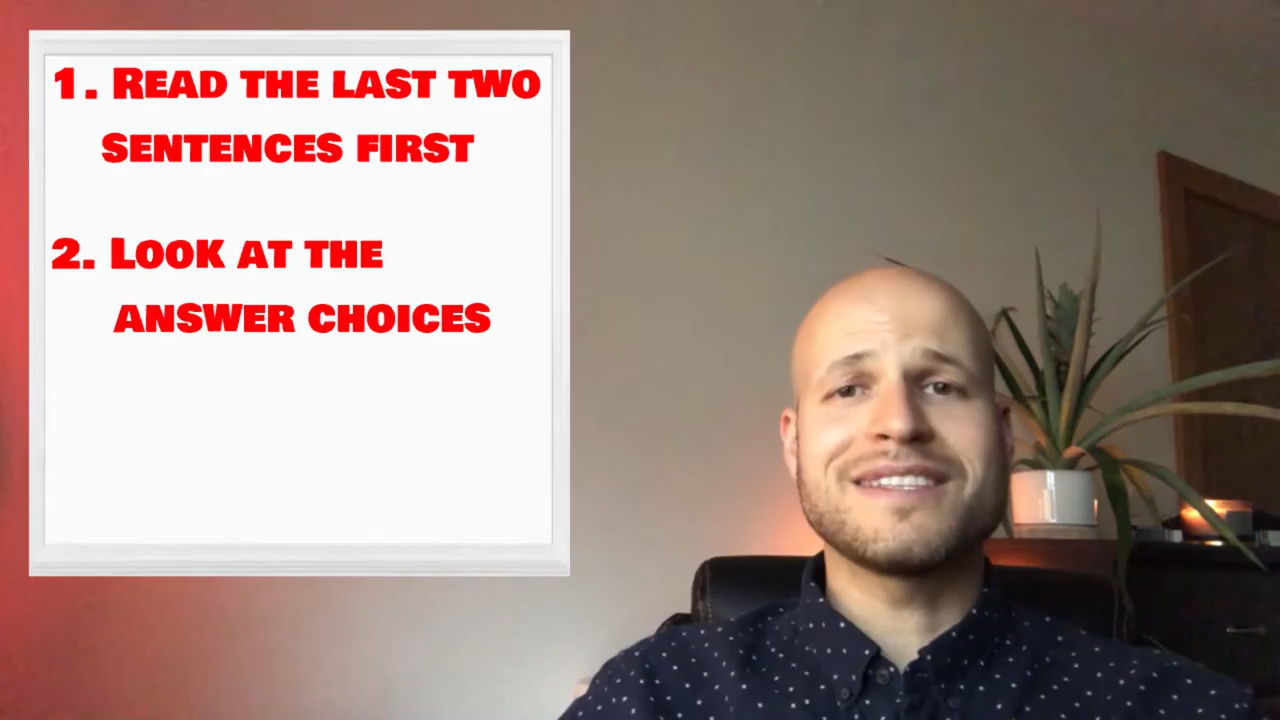 1. Read the last two
sentences first
2. Look at the
answer choices